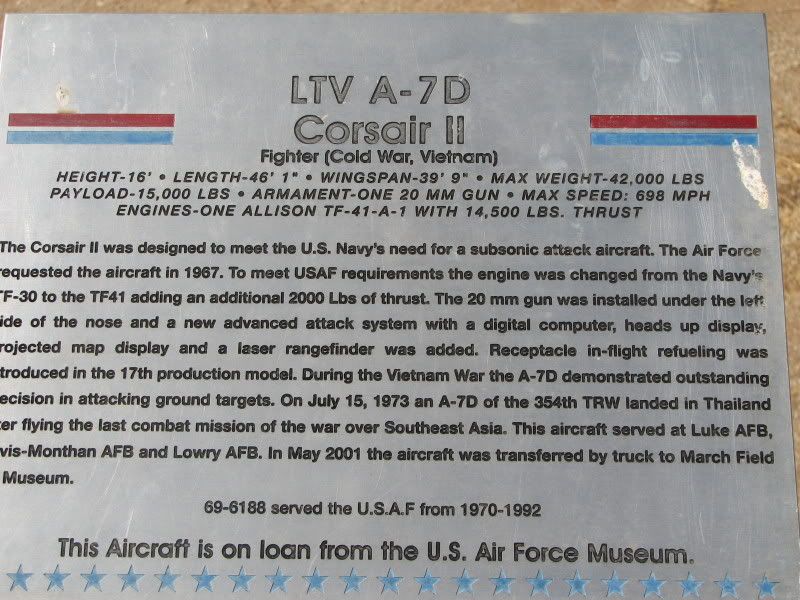 LTV A-7D
Corsair II
Fighter (Cold War, Vietnam)
HEIGHT-16' • LENGTH-46' 1" • WINGSPAN-39' 9" • MAX WEIGHT-42,000 LBS
PAYLOAD-15,000 LBS • ARMAMENT-ONE 20 MM GUN • MAX SPEED: 698 MPH
ENGINES-ONE ALLISON TF-41-A-1 WITH 14,500 LBS. THRUST
The Corsair II was designed to meet the U.S. Navy's need for a subsonic attack aircraft. The Air Force
requested the aircraft in 1967. To meet USAF requirements the engine was changed from the Navy's
TF-30 to the TF41 adding an additional 2000 Lbs of thrust. The 20 mm gun was installed under the left
ide of the nose and a new advanced attack system with a digital computer, heads up display,
rojected map display and a laser rangefinder was added. Receptacle in-flight refueling was
troduced in the 17th production model. During the Vietnam War the A-7D demonstrated outstanding
ecision in attacking ground targets. On July 15, 1973 an A-7D of the 354th TRW landed in Thailand
er flying the last combat mission of the war over Southeast Asia. This aircraft served at Luke AFB,
vis-Monthan AFB and Lowry AFB. In May 2001 the aircraft was transferred by truck to March Field
Museum.
69-6188 served the U.S.A.F from 1970-1992
This Aircraft is on loan from the U.S. Air Force Museum.